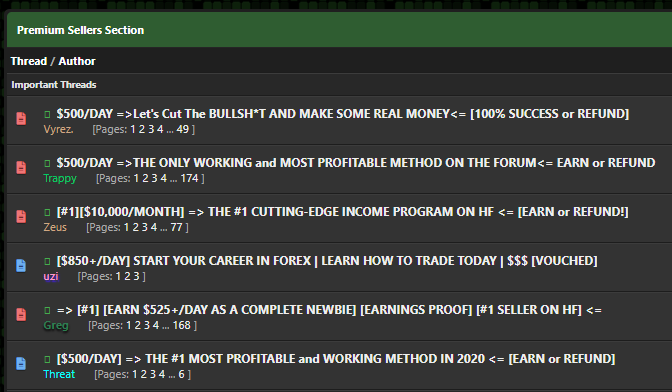 Premium Sellers Section
Thread / Author
Important Threads
$500/DAY =>Let's Cut The BULLSH*T AND MAKE SOME REAL MONEY<= [100% SUCCESS or REFUND]
Vyrez. [Pages: 1 2 3 4 ... 49 ]
$500/DAY =>THE ONLY WORKING and MOST PROFITABLE METHOD ON THE FORUM<= EARN or REFUND
Trappy [Pages: 1 2 3 4 ... 174 ]
[#1][$10,000/MONTH] => THE #1 CUTTING-EDGE INCOME PROGRAM ON HF <= [EARN or REFUND!]
Zeus [Pages: 1 2 3 4 ... 77 ]
[$850+/DAY] START YOUR CAREER IN FOREX | LEARN HOW TO TRADE TODAY | $$$ [VOUCHED]
uzi [Pages: 1 2 3 ]
=> [#1] [EARN $525+/DAY AS A COMPLETE NEWBIE] [EARNINGS PROOF] [#1 SELLER ON HF] <=
Greg [Pages: 1 2 3 4 ... 168 ]
[$500/DAY] => THE #1 MOST PROFITABLE and WORKING METHOD IN 2020 <= [EARN or REFUND]
Threat [Pages: 1 2 3 4 ... 6 ]